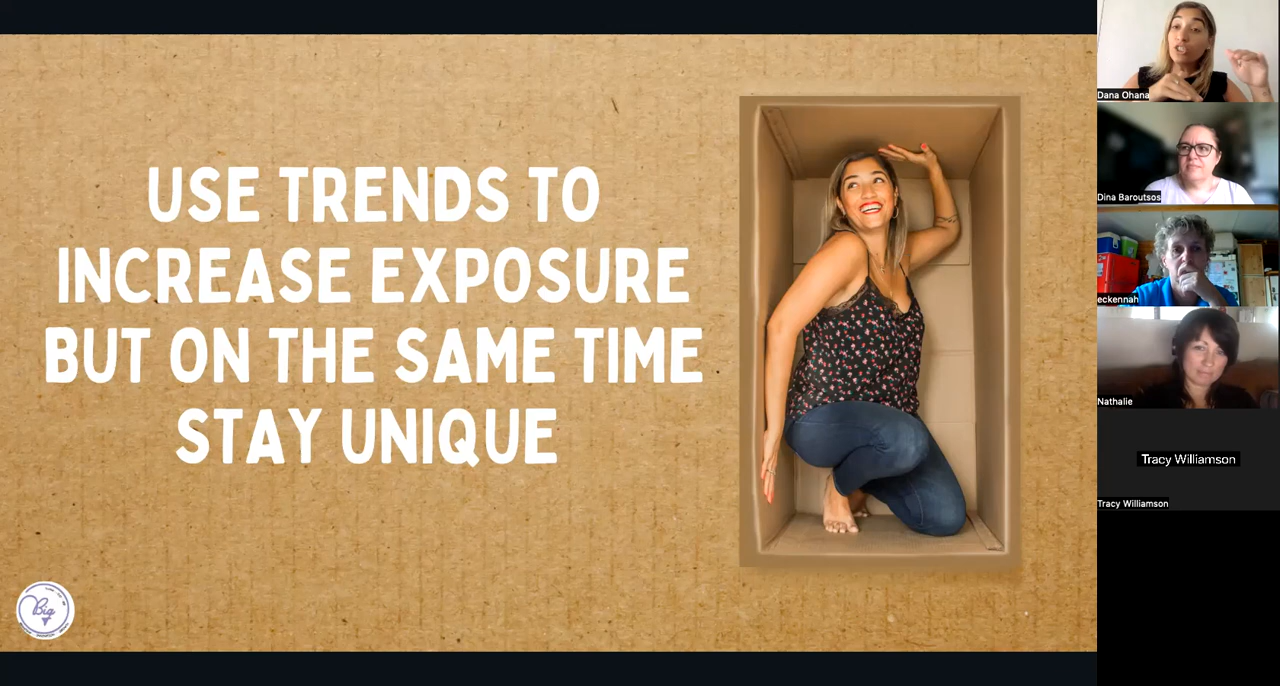 USE TRENDS TO
INCREASE EXPOSURE
BUT ON THE SAME TIME
STAY UNIQUE
Big
Dana Ohana
Dina Baroutsos
eckennah
Nathalie
Tracy Williamson
Tracy Williamson